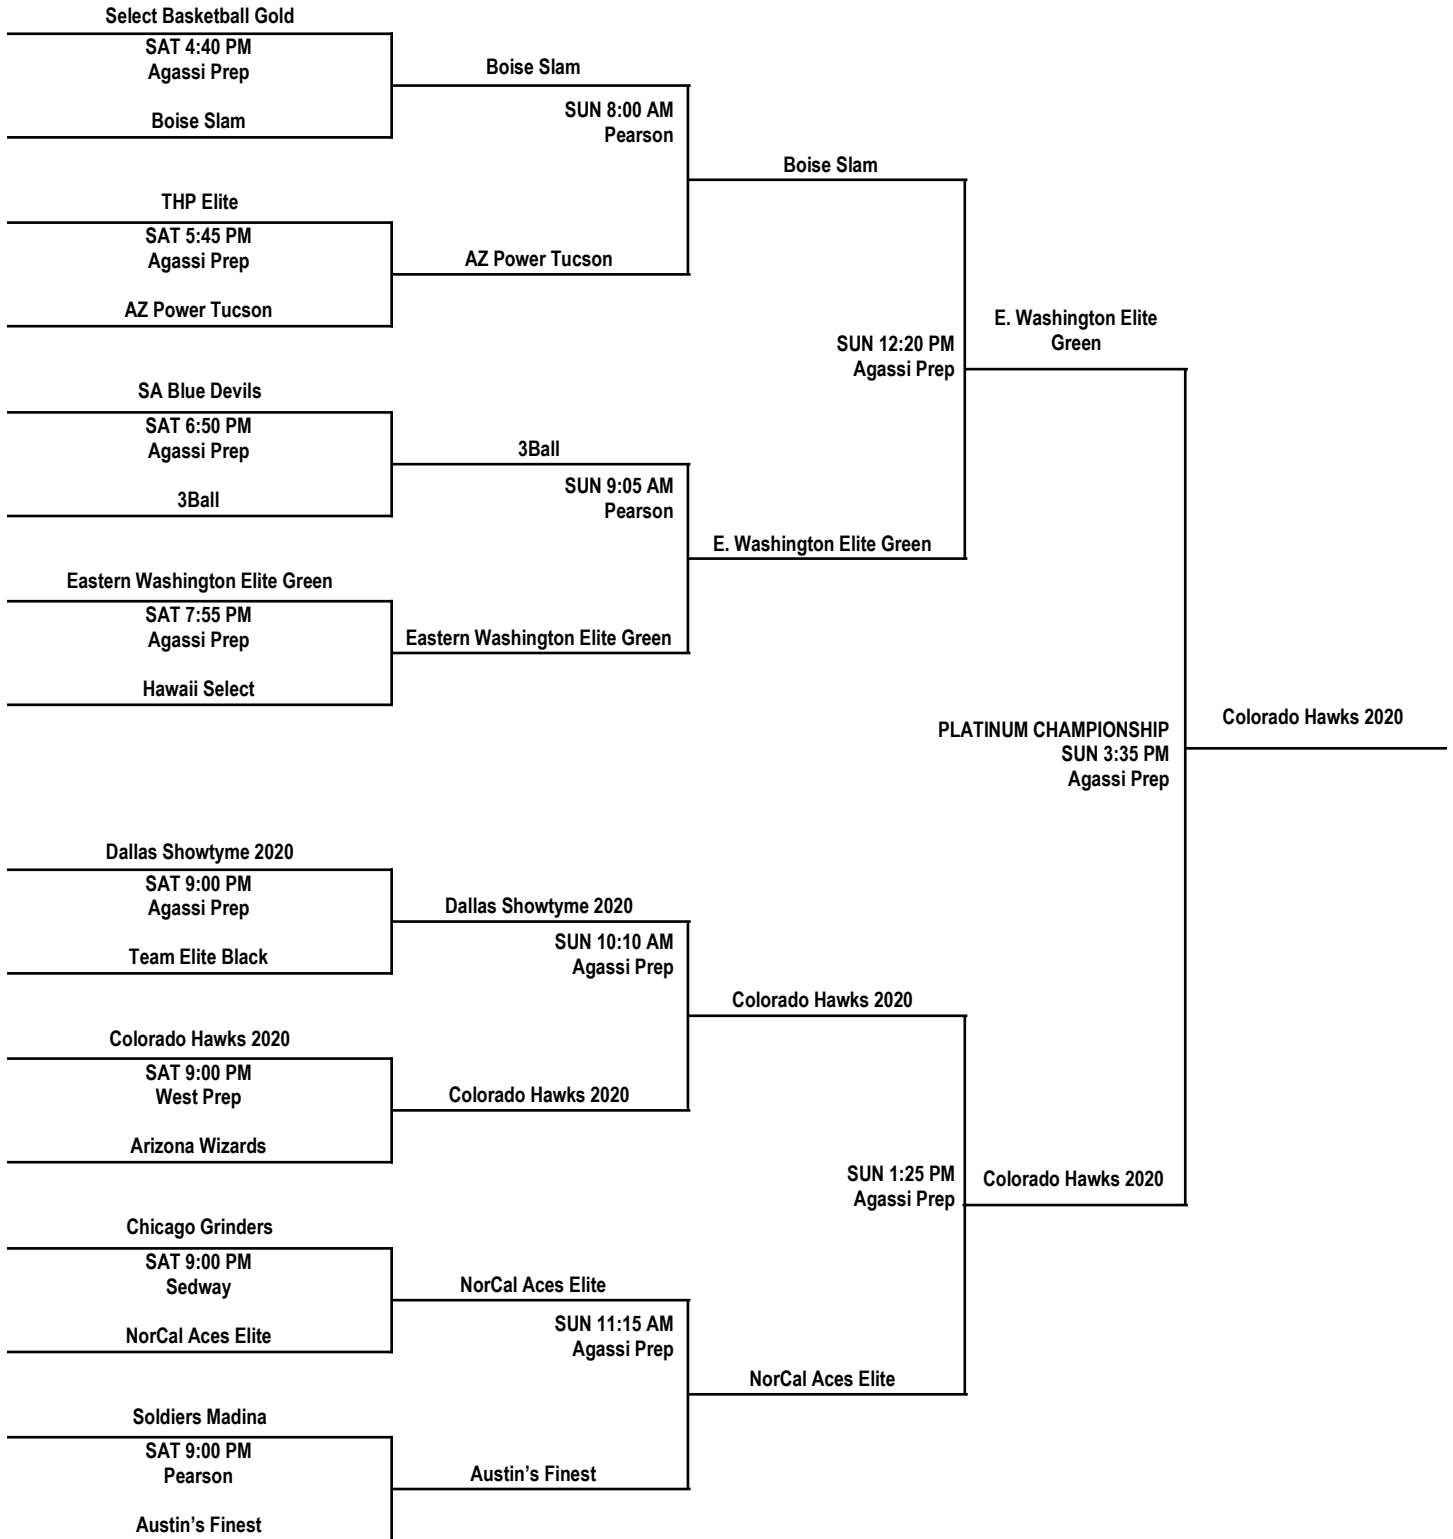 Select Basketball Gold
SAT 4:40 PM
Agassi Prep
Boise Slam
THP Elite
SAT 5:45 PM
Agassi Prep
AZ Power Tucson
SA Blue Devils
SAT 6:50 PM
Agassi Prep
3Ball
Eastern Washington Elite Green
SAT 7:55 PM
Agassi Prep
Hawaii Select
Dallas Showtyme 2020
SAT 9:00 PM
Agassi Prep
Team Elite Black
Colorado Hawks 2020
SAT 9:00 PM
West Prep
Arizona Wizards
Chicago Grinders
SAT 9:00 PM
Sedway
NorCal Aces Elite
Soldiers Madina
SAT 9:00 PM
Pearson
Austin’s Finest
Boise Slam
SUN 8:00 AM
Pearson
AZ Power Tucson
3Ball
SUN 9:05 AM
Pearson
Eastern Washington Elite Green
Dallas Showtyme 2020
SUN 10:10 AM
Agassi Prep
Colorado Hawks 2020
NorCal Aces Elite
SUN 11:15 AM
Agassi Prep
Austin’s Finest
Boise Slam
SUN 12:20 PM
Agassi Prep
E. Washington Elite Green
Colorado Hawks 2020
SUN 1:25 PM
Agassi Prep
NorCal Aces Elite
E. Washington Elite
Green
PLATINUM CHAMPIONSHIP
SUN 3:35 PM
Agassi Prep
Colorado Hawks 2020
Colorado Hawks 2020